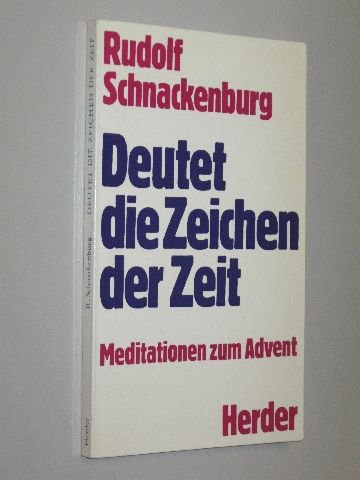 Rudolf
Schnackenburg
Deutet
die Zeichen
der Zeit
Meditationen zum Advent
Herder
R. Schnackenburg DEUTET DIE ZEICHEN DER ZEIT
Herder